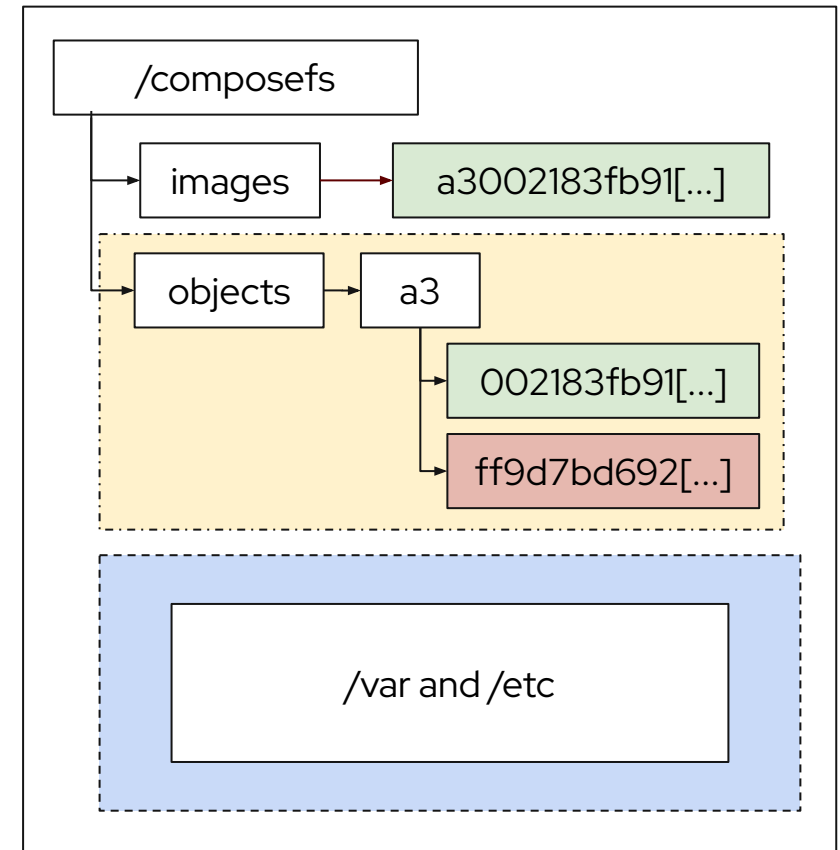 /composefs
images
a3002183fb91[...]
objects
a3
002183fb91[...]
ff9d7bd692[...]
/var and /etc